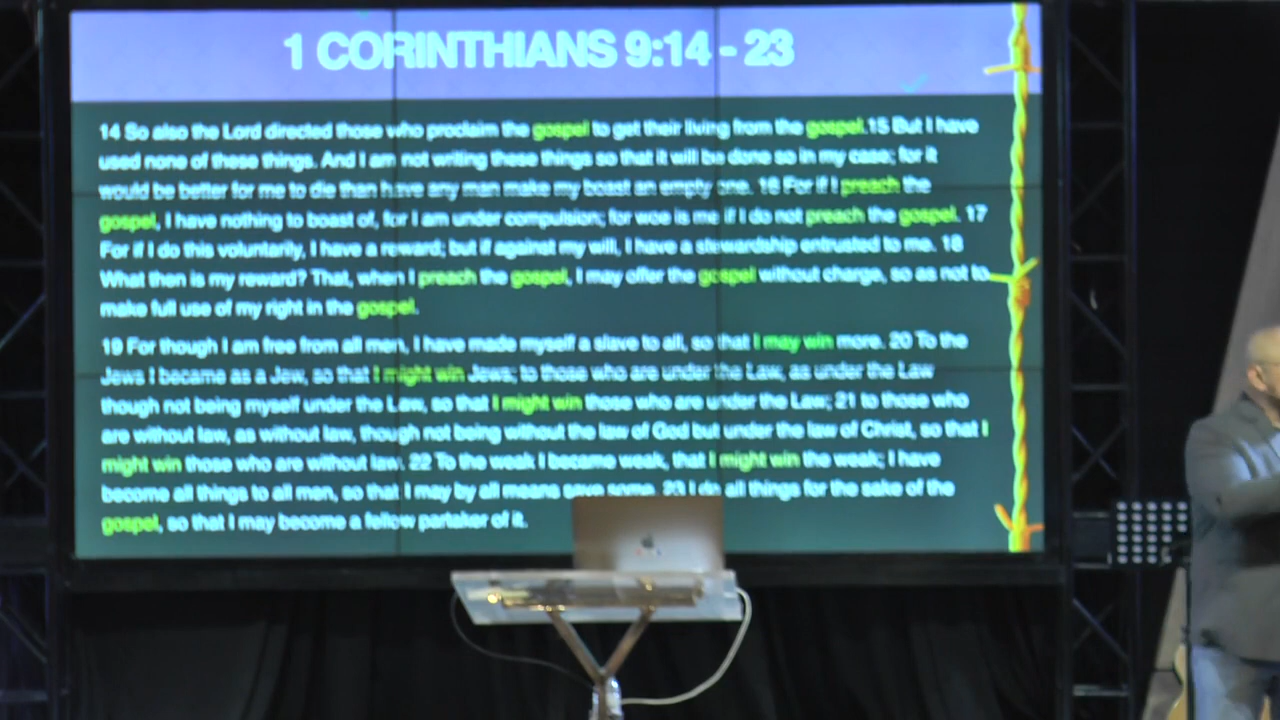 1 CORINTHIANS 9:14 - 23
14 So also the Lord directed those who proclaim the gospel to get their living from the gospel.15 But I have
used none of these things. And I am not writing these things so that it will be done so in my case; for it
would be better for me to die than have any man make my boast an empty one. 16 For if I preach the
gospel, I have nothing to boast of, for I am under compulsion; for woe is me if I do not preach the gospel. 17
For if I do this voluntarily, I have a reward; but if against my will, I have a stewardship entrusted to me. 18
What then is my reward? That, when I preach the gospel, I may offer the gospel without charge, so as not to
make full use of my right in the gospel.
19 For though I am free from all men, I have made myself a slave to all, so that I may win more. 20 To the
Jews I became as a Jew, so that I might win Jews; to those who are under the Law, as under the Law
though not being myself under the Law, so that I might win those who are under the Law; 21 to those who
are without law, as without law, though not being without the law of God but under the law of Christ, so that I
might win those who are without law. 22 To the weak I became weak, that I might win the weak; I have
become all things to all men, so that I may by all means save some. 23 I do all things for the sake of the
gospel, so that I may become a fellow partaker of it.